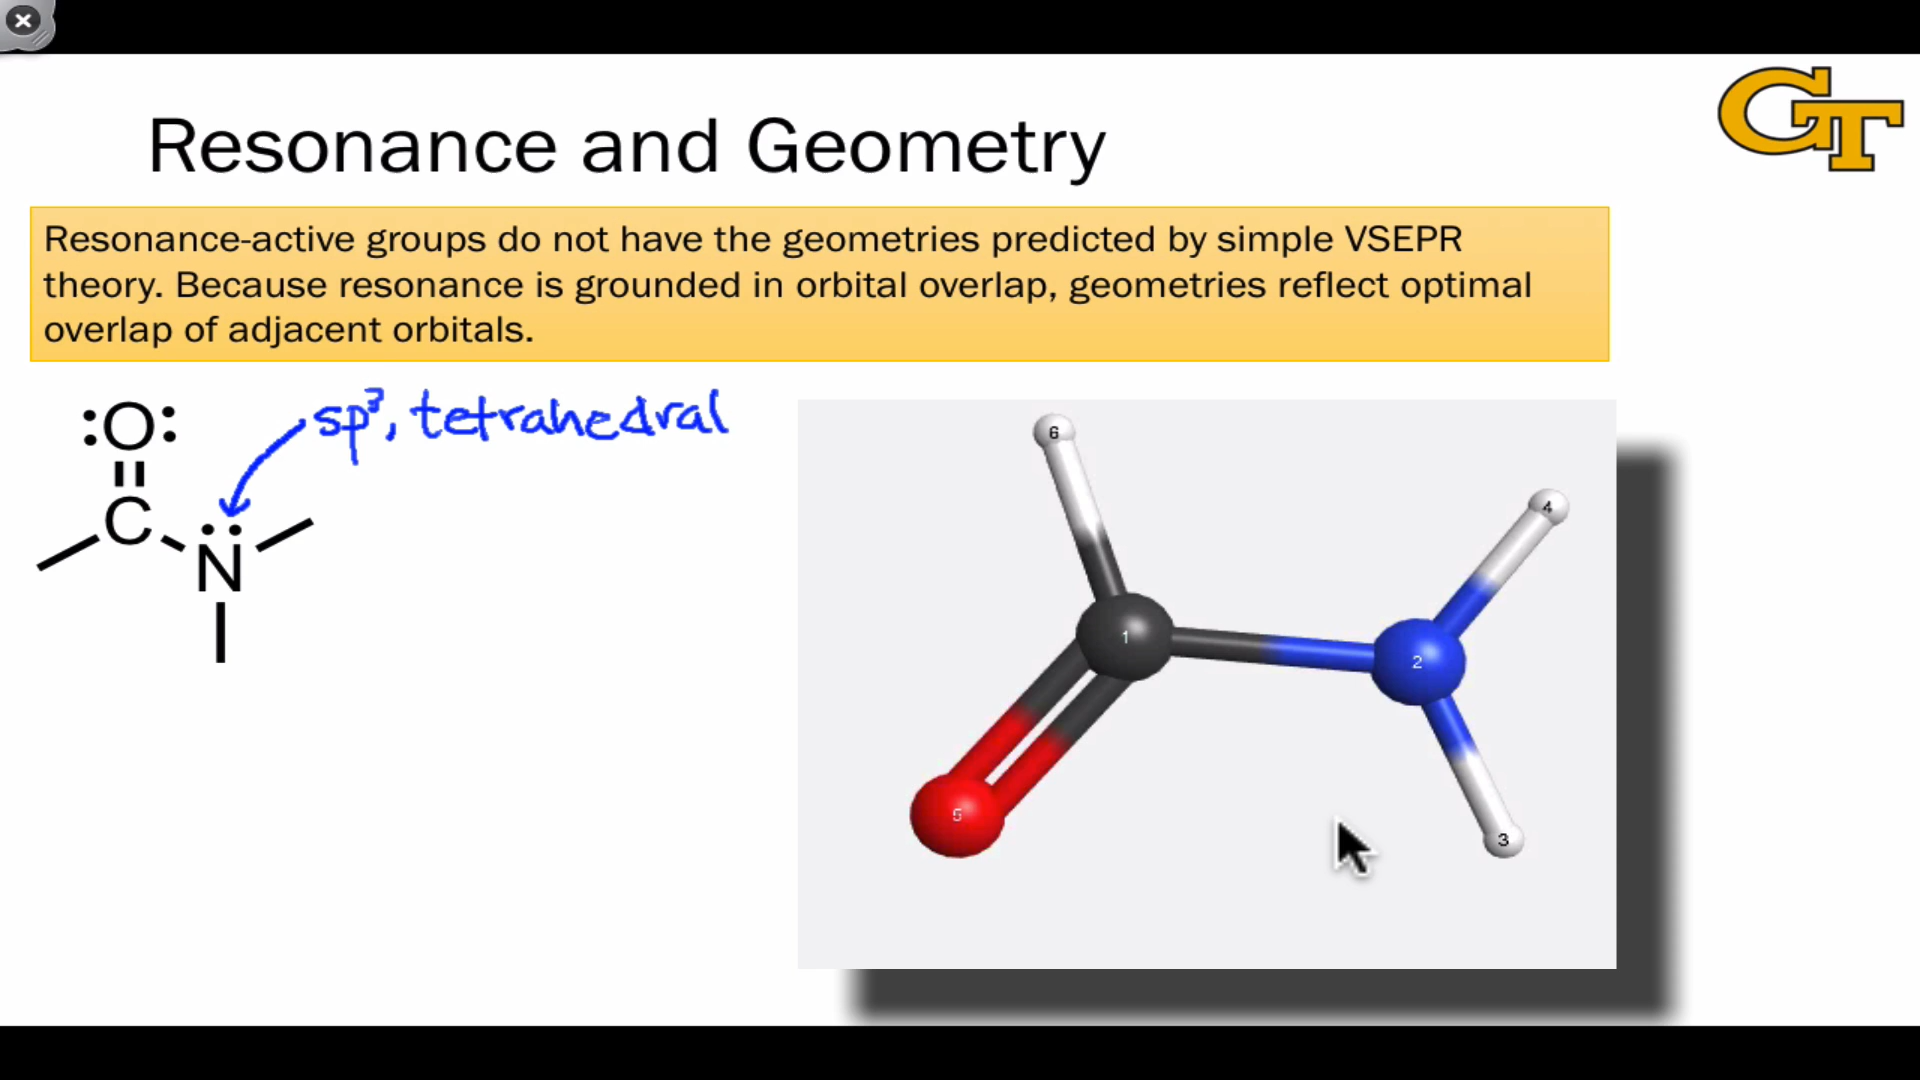 GT
Resonance and Geometry
Resonance-active groups do not have the geometries predicted by simple VSEPR
theory. Because resonance is grounded in orbital overlap, geometries reflect optimal
overlap of adjacent orbitals.
sp³, tetrahedral
:O:
C
N
6
4
1
2
5
3